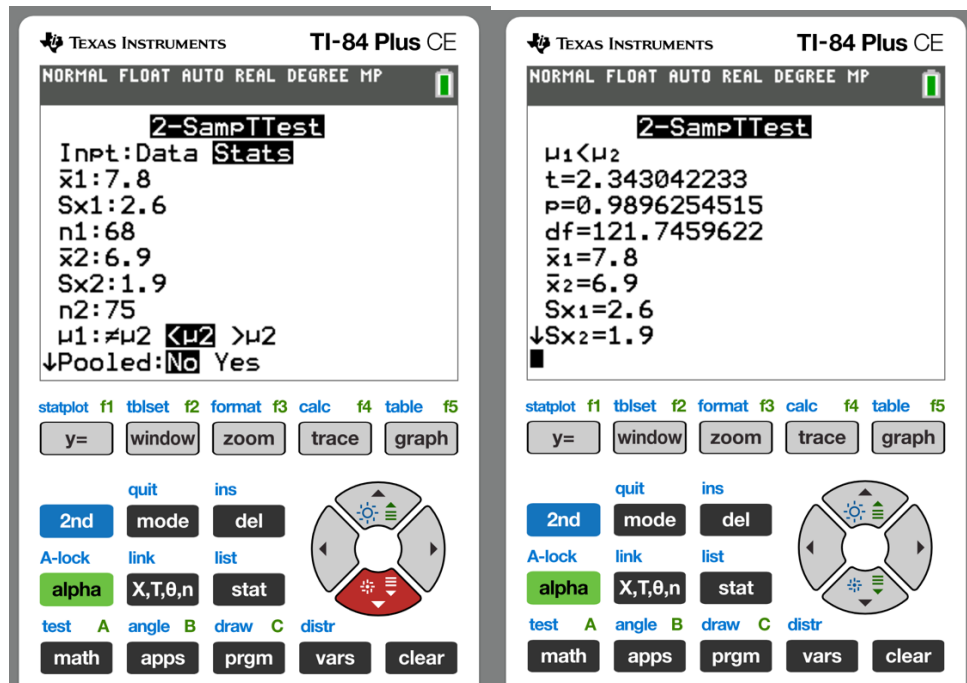 TEXAS INSTRUMENTS TI-84 Plus CE
NORMAL FLOAT AUTO REAL DEGREE MP
2-SampTTest
Inpt:Data Stats
x̄1:7.8
Sx1:2.6
n1:68
x̄2:6.9
Sx2:1.9
n2:75
μ1:≠μ2 <μ2 >μ2
↓Pooled:No Yes
statplot f1 tblset f2 format f3 calc f4 table f5
y= window zoom trace graph
quit ins
2nd mode del
A-lock link list
alpha X,T,θ,n stat
test A angle B draw C distr
math apps prgm vars clear
TEXAS INSTRUMENTS TI-84 Plus CE
NORMAL FLOAT AUTO REAL DEGREE MP
2-SampTTest
μ1<μ2
t=2.343042233
p=0.9896254515
df=121.7459622
x̄1=7.8
x̄2=6.9
Sx1=2.6
↓Sx2=1.9
statplot f1 tblset f2 format f3 calc f4 table f5
y= window zoom trace graph
quit ins
2nd mode del
A-lock link list
alpha X,T,θ,n stat
test A angle B draw C distr
math apps prgm vars clear